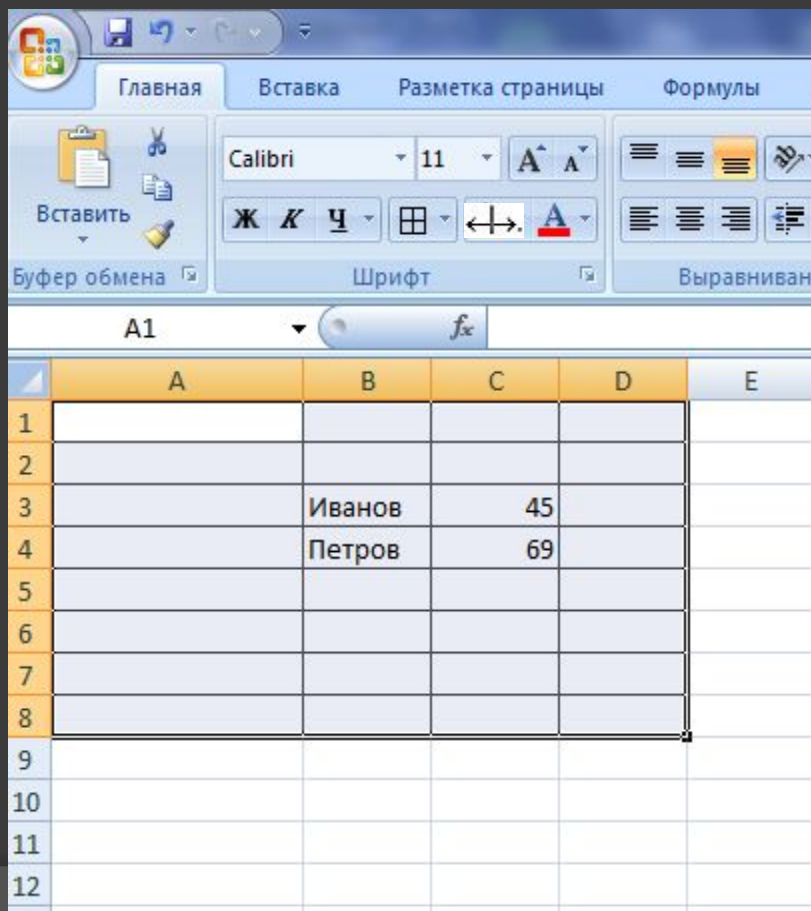 Главная Вставка Разметка страницы Формулы
Calibri 11
Вставить
Ж К Ч
А
Буфер обмена Шрифт Выравниван
A1 fx
A B C D E
1
2
3 Иванов 45
4 Петров 69
5
6
7
8
9
10
11
12